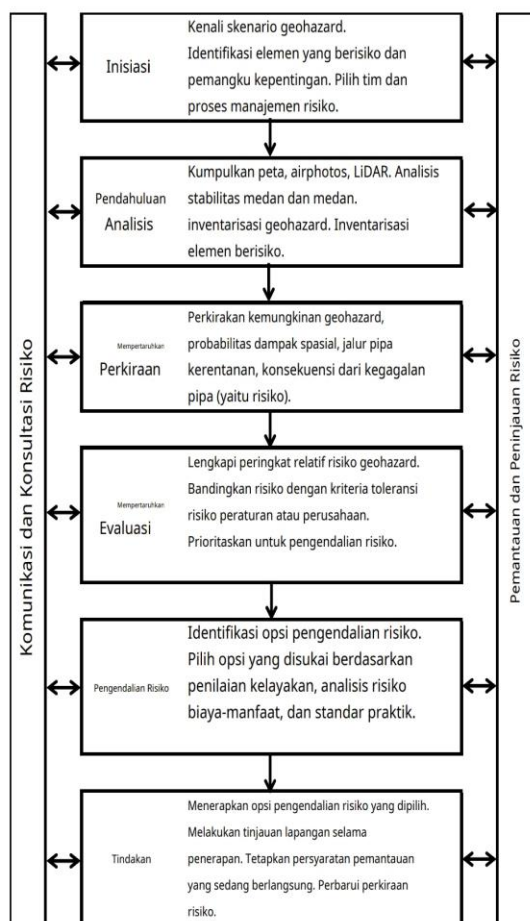 Komunikasi dan Konsultasi Risiko
Inisiasi
Kenali skenario geohazard.
Identifikasi elemen yang berisiko dan
pemangku kepentingan. Pilih tim dan
proses manajemen risiko.
Pendahuluan
Analisis
Kumpulkan peta, airphotos, LiDAR. Analisis
stabilitas medan dan medan.
inventarisasi geohazard. Inventarisasi
elemen berisiko.
Mempertaruhkan
Perkiraan
Perkirakan kemungkinan geohazard,
probabilitas dampak spasial, jalur pipa
kerentanan, konsekuensi dari kegagalan
pipa (yaitu risiko).
Mempertaruhkan
Evaluasi
Lengkapi peringkat relatif risiko geohazard.
Bandingkan risiko dengan kriteria toleransi
risiko peraturan atau perusahaan.
Prioritaskan untuk pengendalian risiko.
Pengendalian Risiko
Identifikasi opsi pengendalian risiko.
Pilih opsi yang disukai berdasarkan
penilaian kelayakan, analisis risiko
biaya-manfaat, dan standar praktik.
Tindakan
Menerapkan opsi pengendalian risiko yang dipilih.
Melakukan tinjauan lapangan selama
penerapan. Tetapkan persyaratan pemantauan
yang sedang berlangsung. Perbarui perkiraan
risiko.
Pemantauan dan Peninjauan Risiko